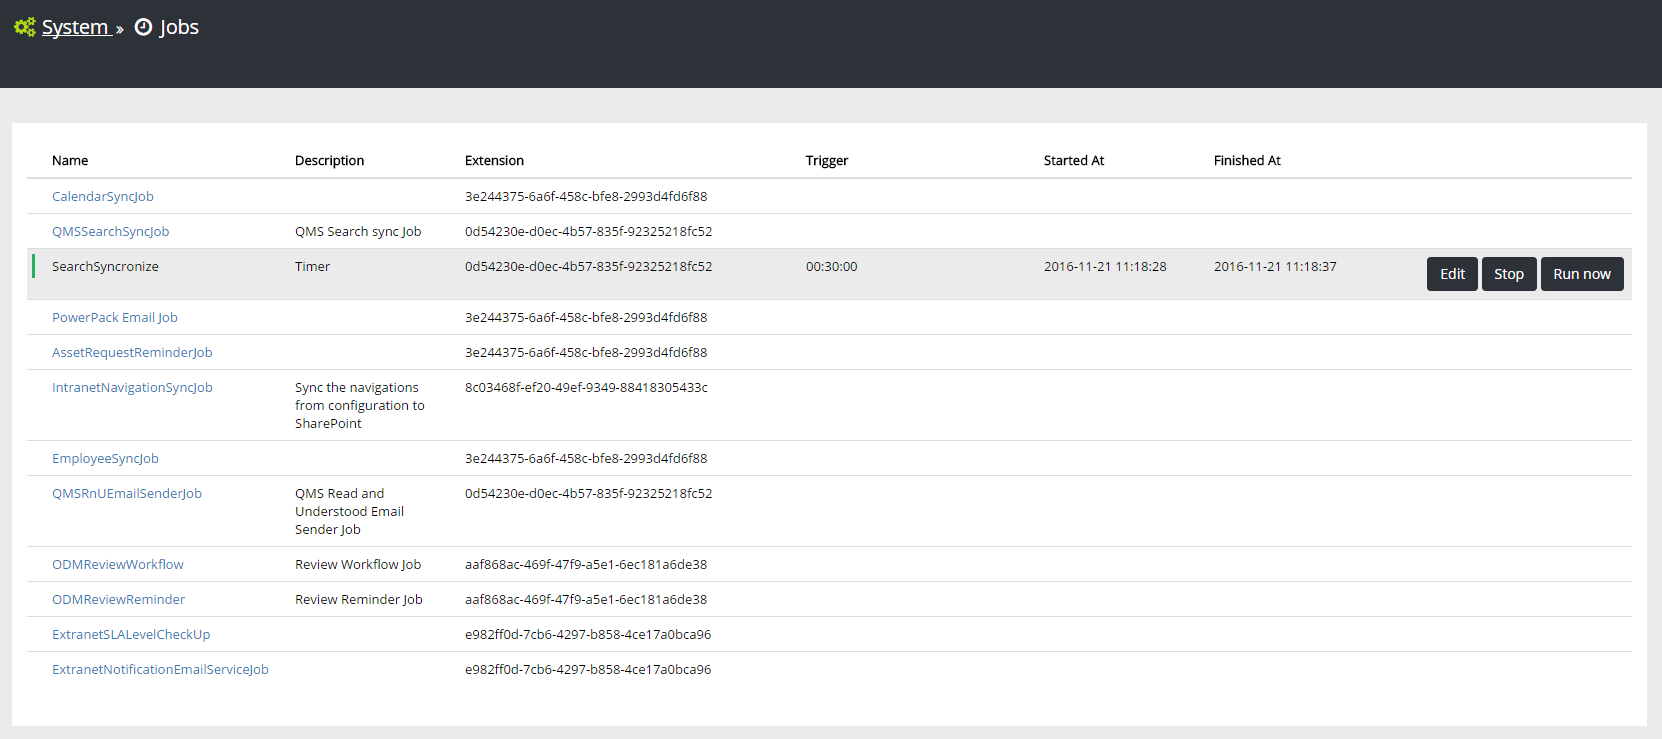 System » Jobs
Name Description Extension Trigger Started At Finished At
CalendarSyncJob 3e244375-6a6f-458c-bfe8-2993d4fd6f88
QMSSearchSyncJob QMS Search sync Job 0d54230e-d0ec-4b57-835f-92325218fc52
SearchSyncronize Timer 0d54230e-d0ec-4b57-835f-92325218fc52 00:30:00 2016-11-21 11:18:28 2016-11-21 11:18:37 Edit Stop Run now
PowerPack Email Job 3e244375-6a6f-458c-bfe8-2993d4fd6f88
AssetRequestReminderJob 3e244375-6a6f-458c-bfe8-2993d4fd6f88
IntranetNavigationSyncJob Sync the navigations 8c03468f-ef20-49ef-9349-88418305433c
from configuration to
SharePoint
EmployeeSyncJob 3e244375-6a6f-458c-bfe8-2993d4fd6f88
QMSRnUEmailSenderJob QMS Read and 0d54230e-d0ec-4b57-835f-92325218fc52
Understood Email
Sender Job
ODMReviewWorkflow Review Workflow Job aaf868ac-469f-47f9-a5e1-6ec181a6de38
ODMReviewReminder Review Reminder Job aaf868ac-469f-47f9-a5e1-6ec181a6de38
ExtranetSLALevelCheckUp e982ff0d-7cb6-4297-b858-4ce17a0bca96
ExtranetNotificationEmailServiceJob e982ff0d-7cb6-4297-b858-4ce17a0bca96